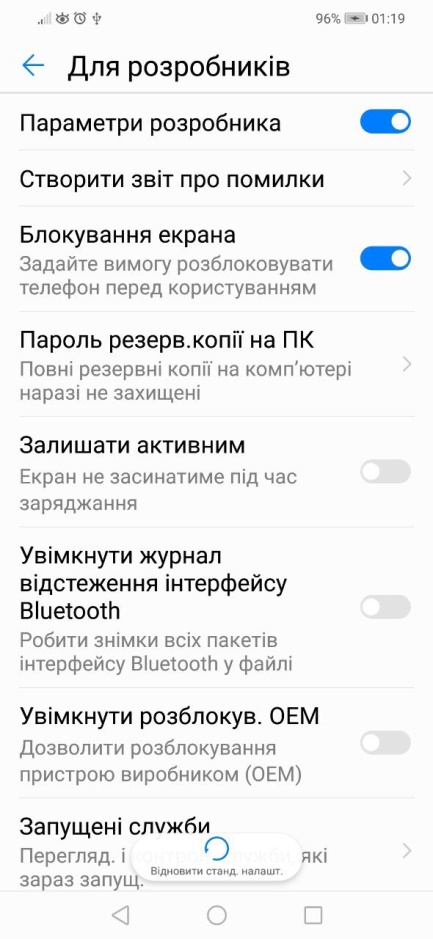 96% 01:19
Для розробників
Параметри розробника
Створити звіт про помилки
Блокування екрана
Задайте вимогу розблоковувати
телефон перед користуванням
Пароль резерв.копії на ПК
Повні резервні копії на комп’ютері
наразі не захищені
Залишати активним
Екран не засинатиме під час
заряджання
Увімкнути журнал
відстеження інтерфейсу
Bluetooth
Робити знімки всіх пакетів
інтерфейсу Bluetooth у файлі
Увімкнути розблокув. OEM
Дозволити розблокування
пристрою виробником (OEM)
Запущені служби
Перегляд. і контрол. служби, які
зараз запущ.
Відновити станд. налашт.